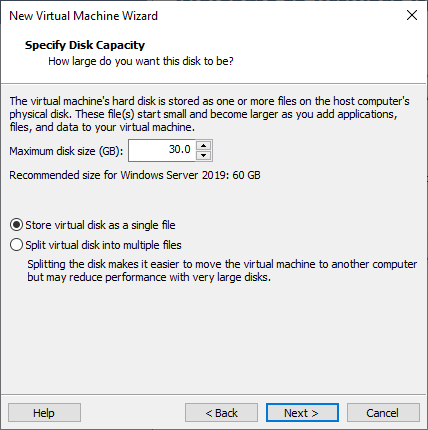 New Virtual Machine Wizard
Specify Disk Capacity
How large do you want this disk to be?
The virtual machine's hard disk is stored as one or more files on the host computer's
physical disk. These file(s) start small and become larger as you add applications,
files, and data to your virtual machine.
Maximum disk size (GB): 30.0
Recommended size for Windows Server 2019: 60 GB
Store virtual disk as a single file
Split virtual disk into multiple files
Splitting the disk makes it easier to move the virtual machine to another computer
but may reduce performance with very large disks.
Help < Back Next > Cancel